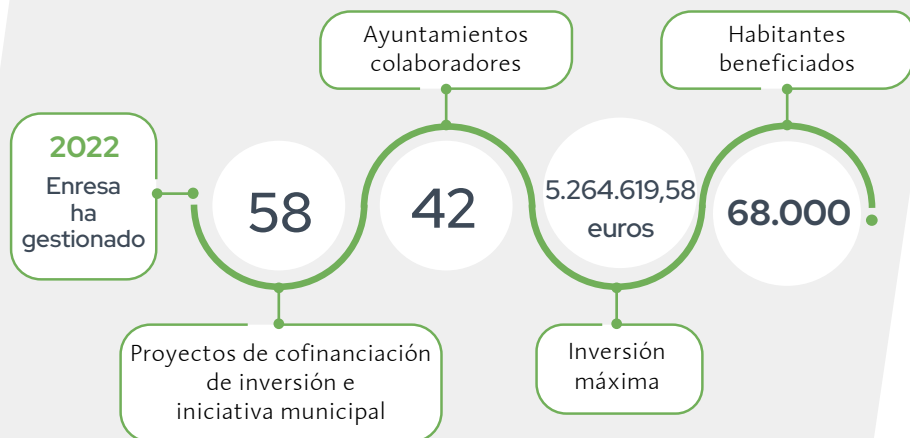 2022
Enresa
ha
gestionado
58
Proyectos de cofinanciación
de inversión e
iniciativa municipal
Ayuntamientos
colaboradores
42
5.264.619,58
euros
Inversión
máxima
Habitantes
beneficiados
68.000